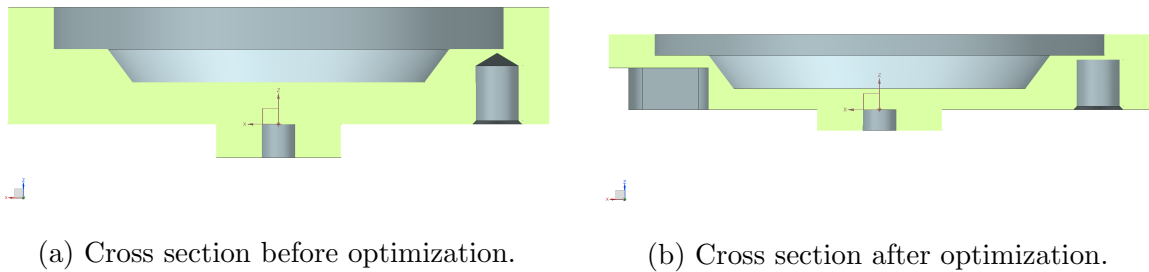 Z
X
Z
X
Z
X
Z
X
(a) Cross section before optimization.
(b) Cross section after optimization.